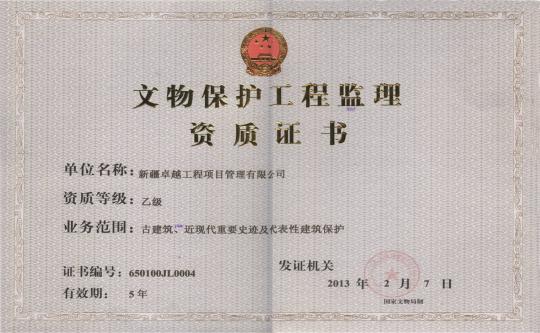 文物保护工程监理
资质证书
单位名称：新疆卓越工程项目管理有限公司
资质等级：乙级
业务范围：古建筑、近现代重要史迹及代表性建筑保护
证书编号：650100JL0004
发证机关
有效期：5年
2013 年 2 月 7 日
国家文物局制